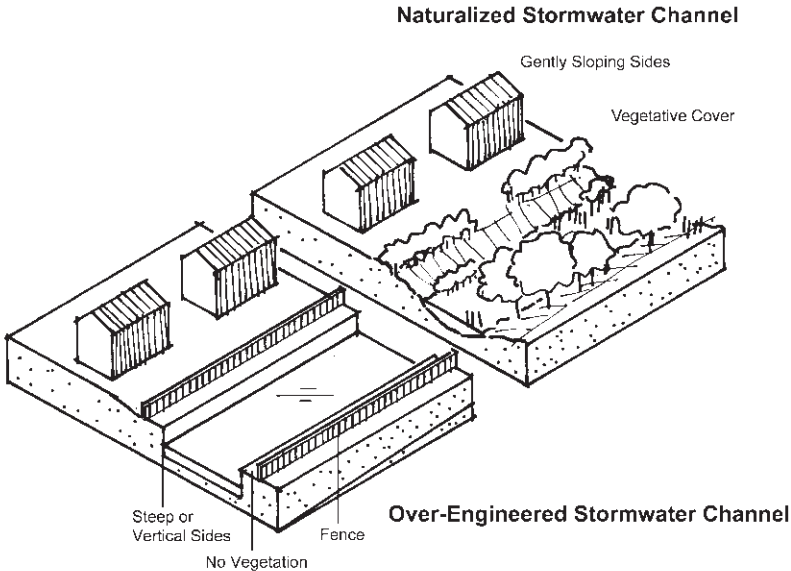 Naturalized Stormwater Channel
Gently Sloping Sides
Vegetative Cover
Steep or
Vertical Sides
No Vegetation
Fence
Over-Engineered Stormwater Channel